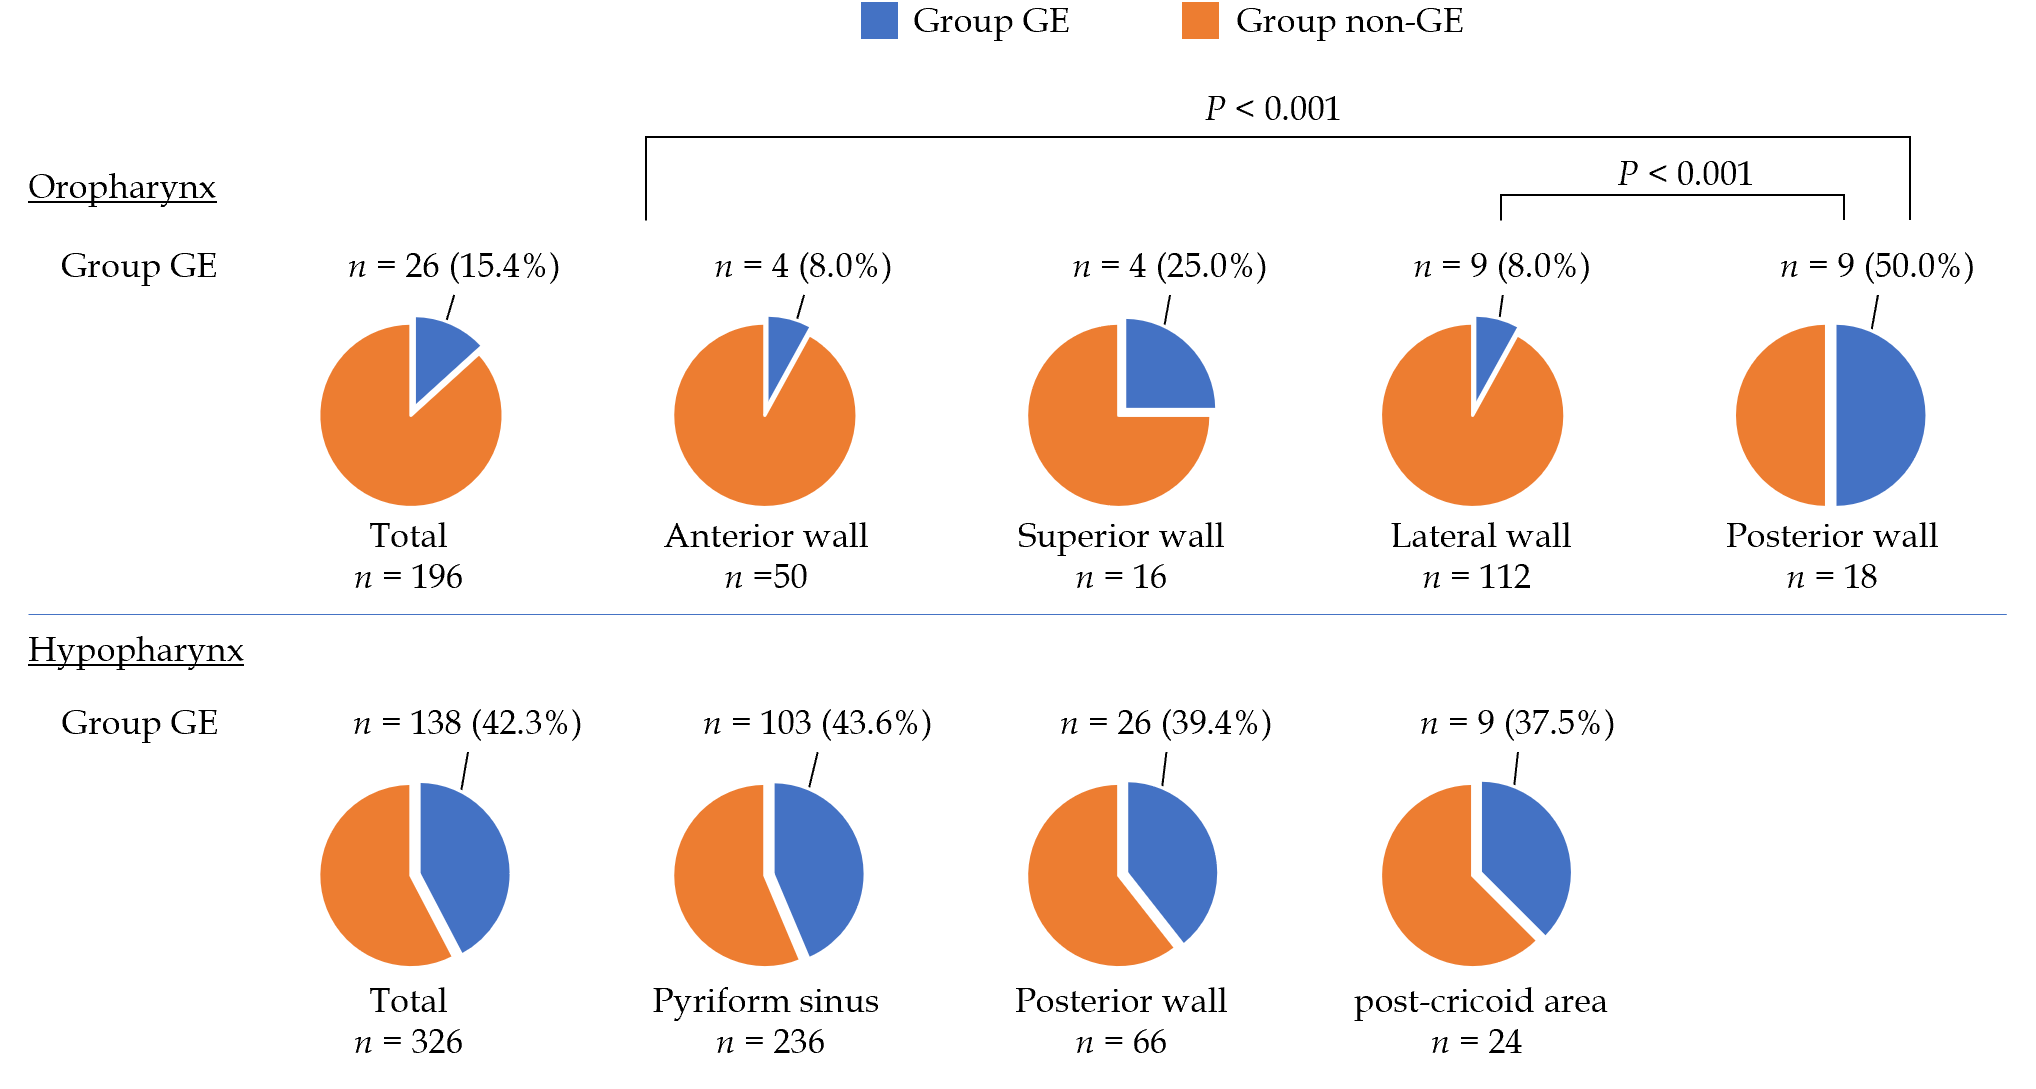 Group GE Group non-GE
P < 0.001
P < 0.001
Oropharynx
Group GE n = 26 (15.4%) n = 4 (8.0%) n = 4 (25.0%) n = 9 (8.0%) n = 9 (50.0%)
Total Anterior wall Superior wall Lateral wall Posterior wall
n = 196 n =50 n = 16 n = 112 n = 18
Hypopharynx
Group GE n = 138 (42.3%) n = 103 (43.6%) n = 26 (39.4%) n = 9 (37.5%)
Total Pyriform sinus Posterior wall post-cricoid area
n = 326 n = 236 n = 66 n = 24